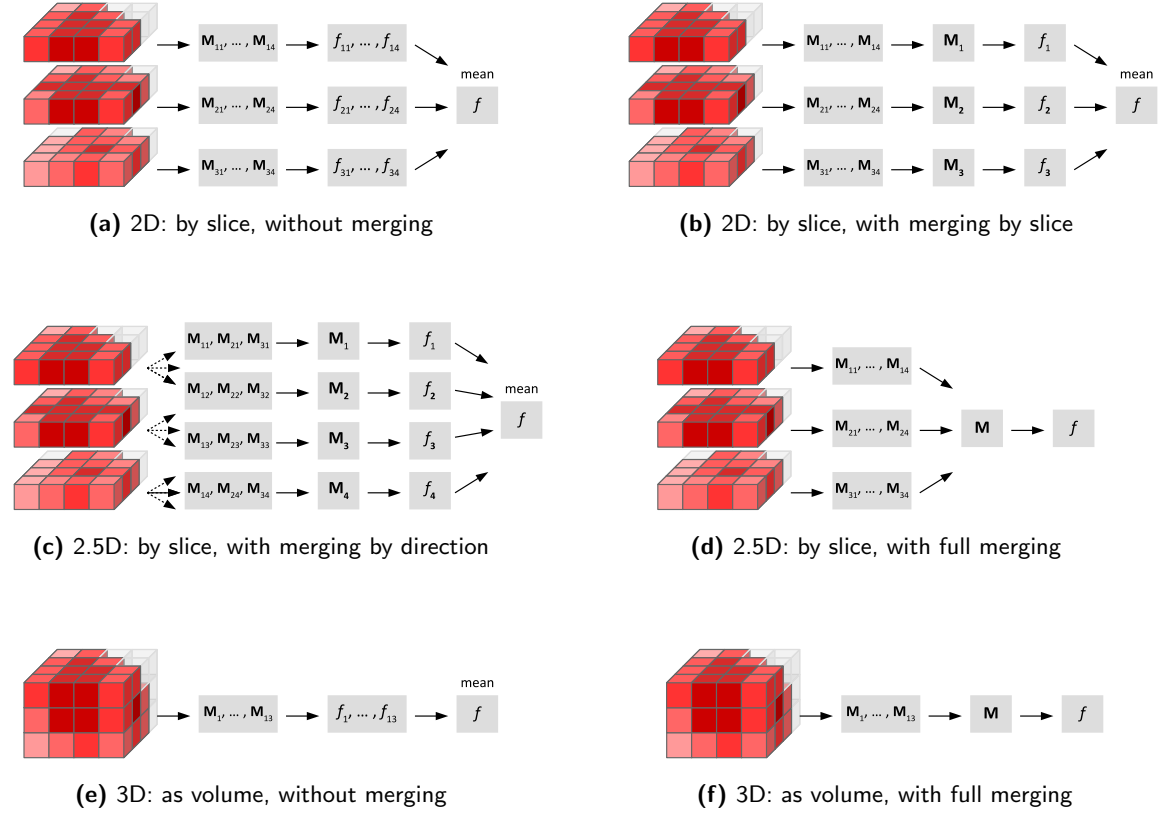 M₁₁, ... , M₁₄ f₁₁, ... , f₁₄
mean
M₂₁, ... , M₂₄ f₂₁, ... , f₂₄ f
M₃₁, ... , M₃₄ f₃₁, ... , f₃₄
(a) 2D: by slice, without merging
M₁₁, ... , M₁₄ M₁ f₁
mean
M₂₁, ... , M₂₄ M₂ f₂ f
M₃₁, ... , M₃₄ M₃ f₃
(b) 2D: by slice, with merging by slice
M₁₁, M₂₁, M₃₁ M₁ f₁
M₁₂, M₂₂, M₃₂ M₂ f₂
mean
f
M₁₃, M₂₃, M₃₃ M₃ f₃
M₁₄, M₂₄, M₃₄ M₄ f₄
(c) 2.5D: by slice, with merging by direction
M₁₁, ... , M₁₄
M₂₁, ... , M₂₄ M f
M₃₁, ... , M₃₄
(d) 2.5D: by slice, with full merging
mean
M₁, ... , M₁₃ f₁, ... , f₁₃ f
(e) 3D: as volume, without merging
M₁, ... , M₁₃ M f
(f) 3D: as volume, with full merging